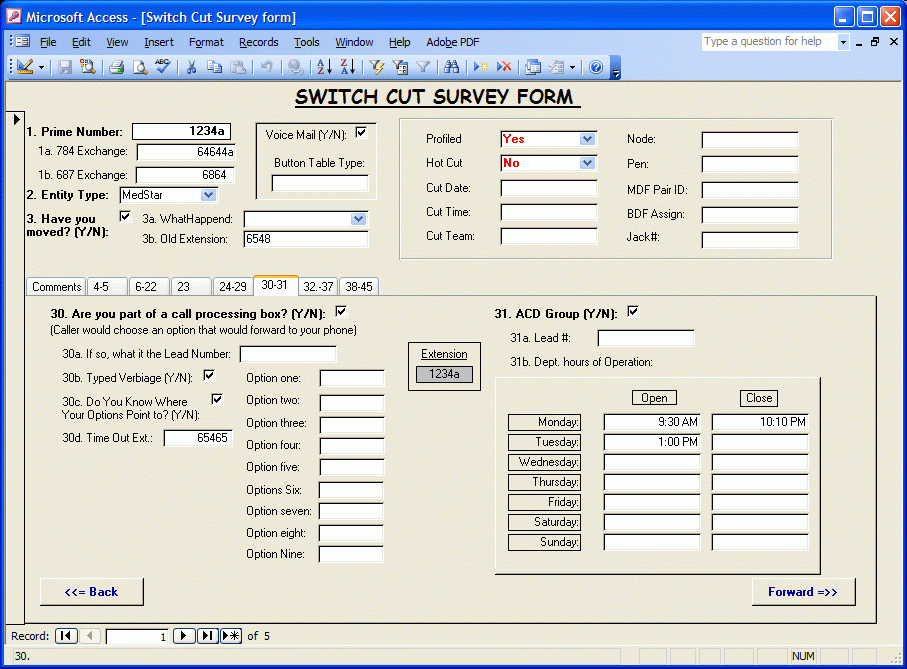 Microsoft Access - [Switch Cut Survey form]
File Edit View Insert Format Records Tools Window Help Adobe PDF Type a question for help
SWITCH CUT SURVEY FORM
1. Prime Number: 1234a
1a. 784 Exchange: 64644a
1b. 687 Exchange: 6864
2. Entity Type: MedStar
3. Have you
moved? (Y/N):
3a. WhatHappend:
3b. Old Extension: 6548
Voice Mail (Y/N):
Button Table Type:
Profiled Yes
Hot Cut No
Cut Date:
Cut Time:
Cut Team:
Node:
Pen:
MDF Pair ID:
BDF Assign:
Jack#:
Comments 4-5 6-22 23 24-29 30-31 32.-37 38-45
30. Are you part of a call processing box? (Y/N):
(Caller would choose an option that would forward to your phone)
30a. If so, what it the Lead Number:
30b. Typed Verbiage (Y/N):
30c. Do You Know Where
Your Options Point to? (Y/N):
30d. Time Out Ext.: 65465
Option one:
Option two:
Option three:
Option four:
Option five:
Options Six:
Option seven:
Option eight:
Option Nine:
Extension
1234a
31. ACD Group (Y/N):
31a. Lead #:
31b. Dept. hours of Operation:
Open Close
Monday: 9:30 AM 10:10 PM
Tuesday: 1:00 PM
Wednesday:
Thursday:
Friday:
Saturday:
Sunday:
<<= Back
Forward =>>
Record: 1 of 5
30. NUM